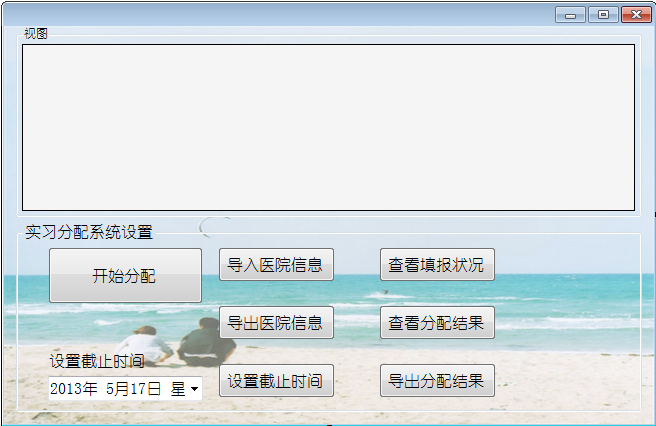 视图
实习分配系统设置
开始分配
导入医院信息
查看填报状况
导出医院信息
查看分配结果
设置截止时间
2013年 5月17日 星
设置截止时间
导出分配结果